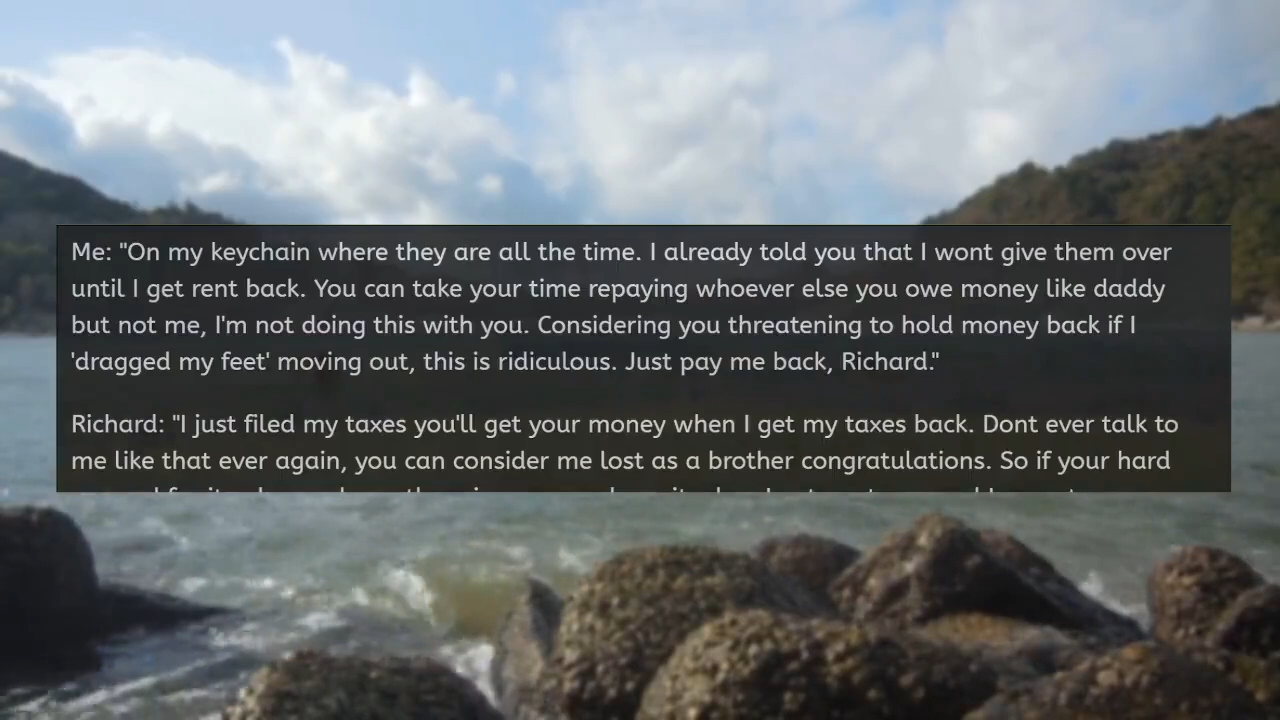 Me: "On my keychain where they are all the time. I already told you that I wont give them over
until I get rent back. You can take your time repaying whoever else you owe money like daddy
but not me, I'm not doing this with you. Considering you threatening to hold money back if I
'dragged my feet' moving out, this is ridiculous. Just pay me back, Richard."
Richard: "I just filed my taxes you'll get your money when I get my taxes back. Dont ever talk to
me like that ever again, you can consider me lost as a brother congratulations. So if your hard